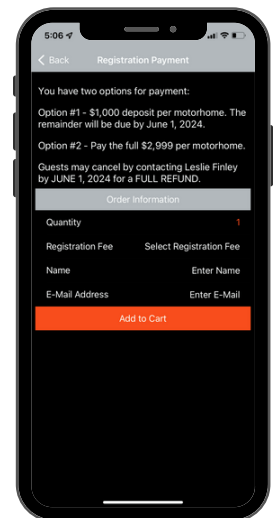 5:06
Back Registration Payment
You have two options for payment:
Option #1 - $1,000 deposit per motorhome. The
remainder will be due by June 1, 2024.
Option #2 - Pay the full $2,999 per motorhome.
Guests may cancel by contacting Leslie Finley
by JUNE 1, 2024 for a FULL REFUND.
Order Information
Quantity 1
Registration Fee Select Registration Fee
Name Enter Name
E-Mail Address Enter E-Mail
Add to Cart